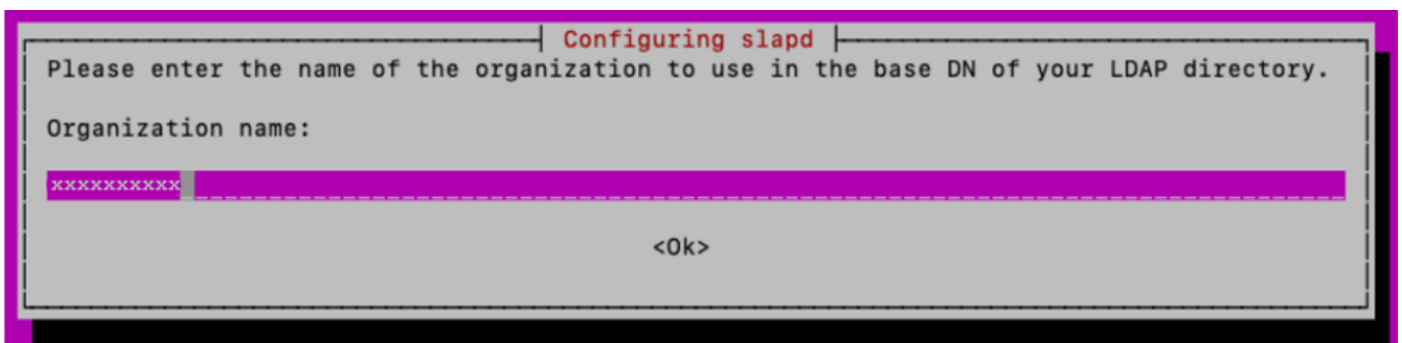 Configuring slapd
Please enter the name of the organization to use in the base DN of your LDAP directory.
Organization name:
xxxxxxxxxx
<Ok>